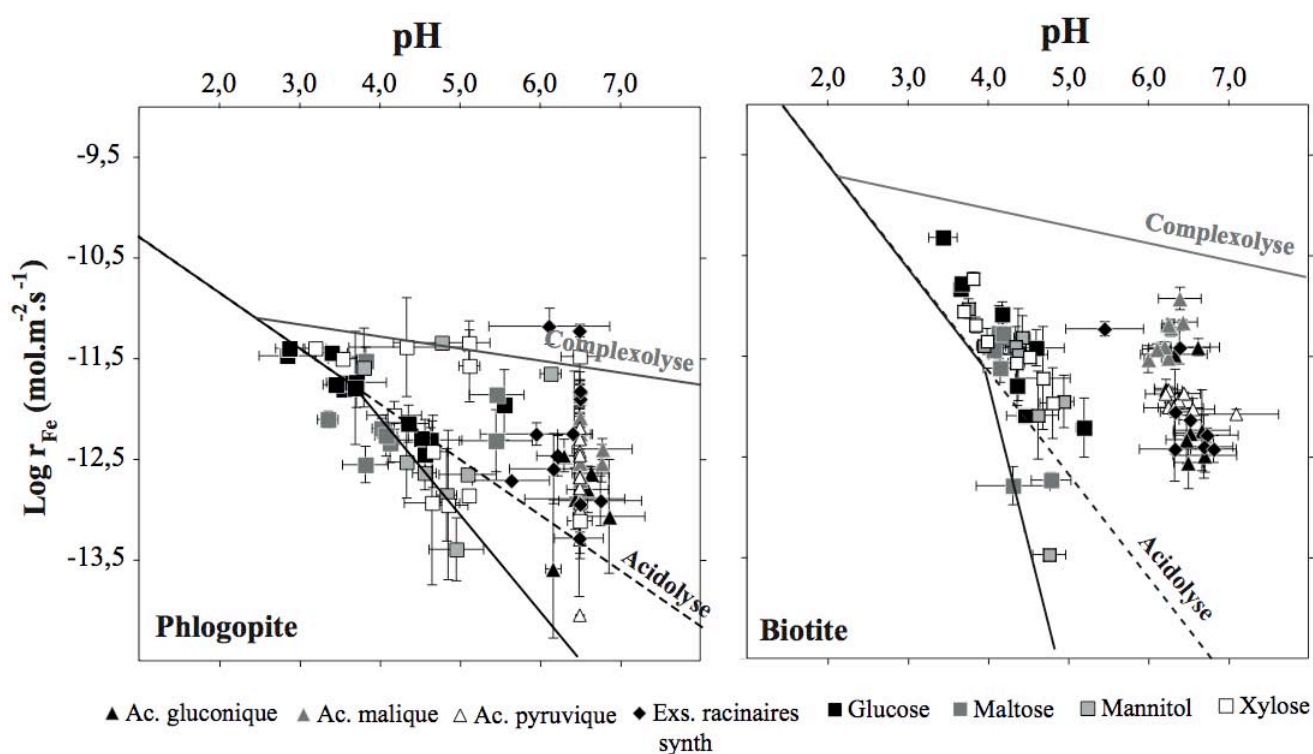 pH
pH
2,0 3,0 4,0 5,0 6,0 7,0
2,0 3,0 4,0 5,0 6,0 7,0
-9,5
-10,5
-11,5
-12,5
-13,5
Log r Fe (mol.m-2.s-1)
Complexolyse
Acidolyse
Phlogopite
Complexolyse
Acidolyse
Biotite
▲ Ac. gluconique ▲ Ac. malique △ Ac. pyruvique ◆ Exs. racinaires ■ Glucose ■ Maltose ■ Mannitol □ Xylose
synth